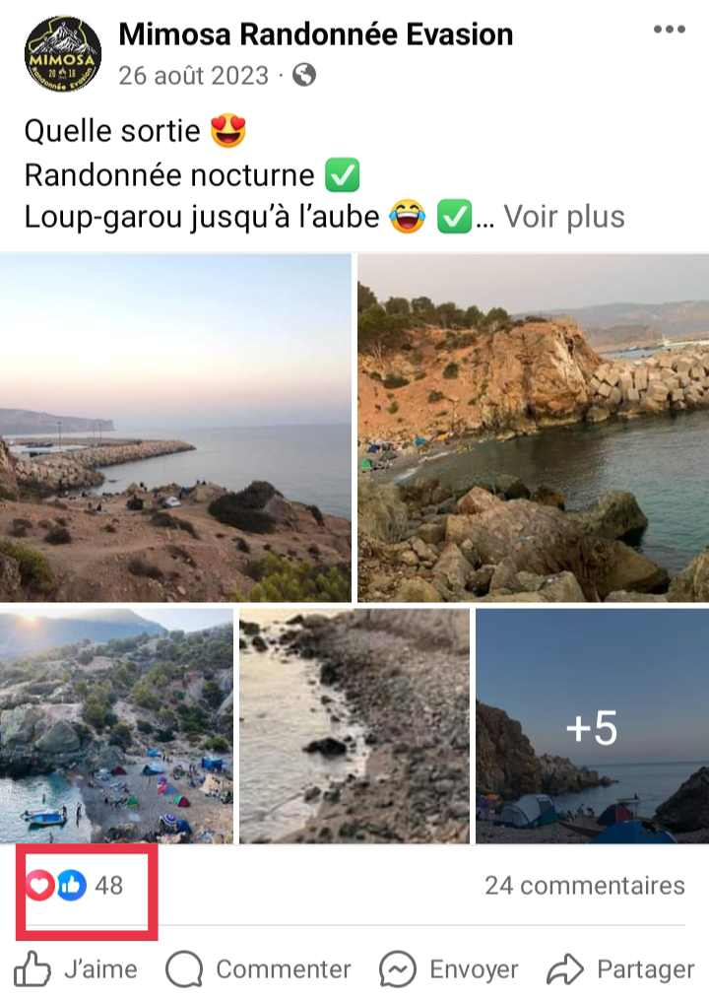 MIMOSA
20 18
Randonnée Evasion
Mimosa Randonnée Evasion
26 août 2023 ·
Quelle sortie 😍
Randonnée nocturne ✅
Loup-garou jusqu’à l’aube 😂 ✅... Voir plus
+5
48
24 commentaires
J’aime
Commenter
Envoyer
Partager